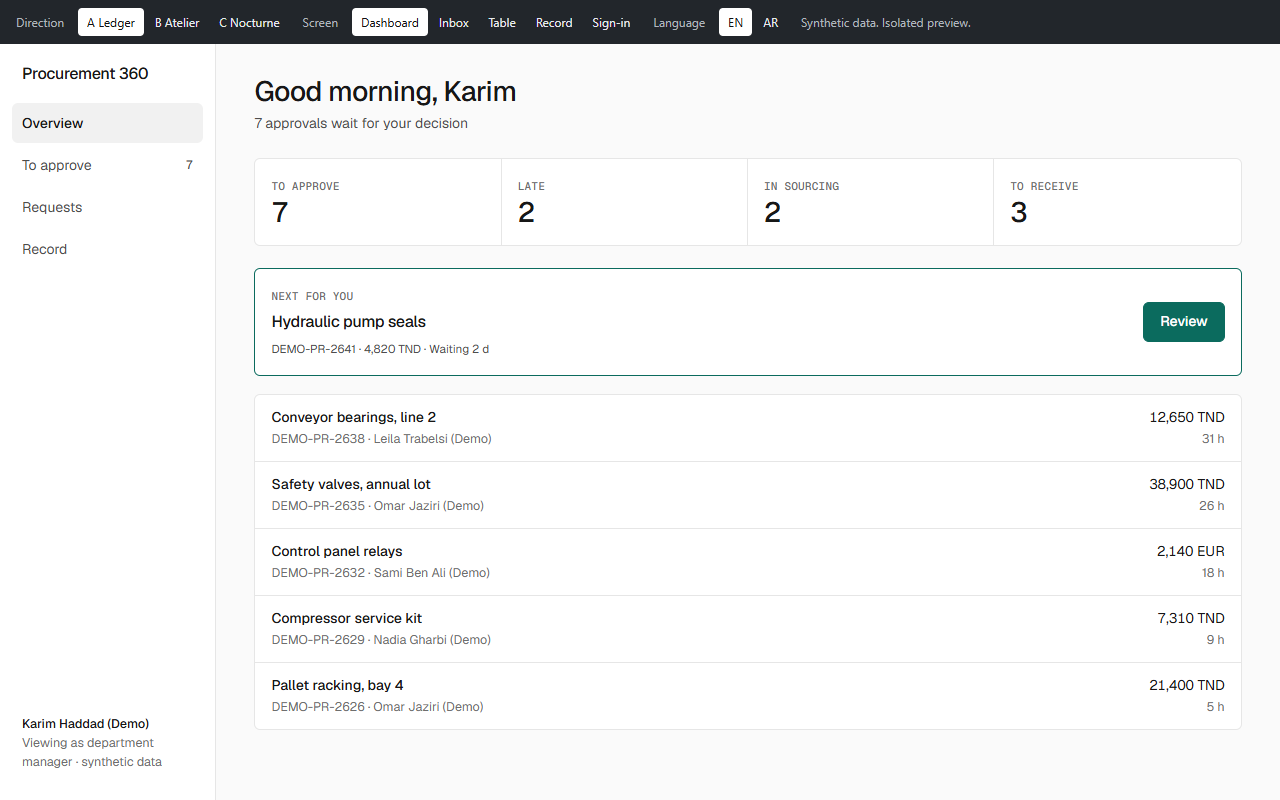 Direction A Ledger B Atelier C Nocturne Screen Dashboard Inbox Table Record Sign-in Language EN AR Synthetic data. Isolated preview.
Procurement 360
Overview
To approve 7
Requests
Record
Karim Haddad (Demo)
Viewing as department
manager · synthetic data
Good morning, Karim
7 approvals wait for your decision
TO APPROVE
7
LATE
2
IN SOURCING
2
TO RECEIVE
3
NEXT FOR YOU
Hydraulic pump seals
DEMO-PR-2641 · 4,820 TND · Waiting 2 d
Review
Conveyor bearings, line 2 12,650 TND
DEMO-PR-2638 · Leila Trabelsi (Demo) 31 h
Safety valves, annual lot 38,900 TND
DEMO-PR-2635 · Omar Jaziri (Demo) 26 h
Control panel relays 2,140 EUR
DEMO-PR-2632 · Sami Ben Ali (Demo) 18 h
Compressor service kit 7,310 TND
DEMO-PR-2629 · Nadia Gharbi (Demo) 9 h
Pallet racking, bay 4 21,400 TND
DEMO-PR-2626 · Omar Jaziri (Demo) 5 h